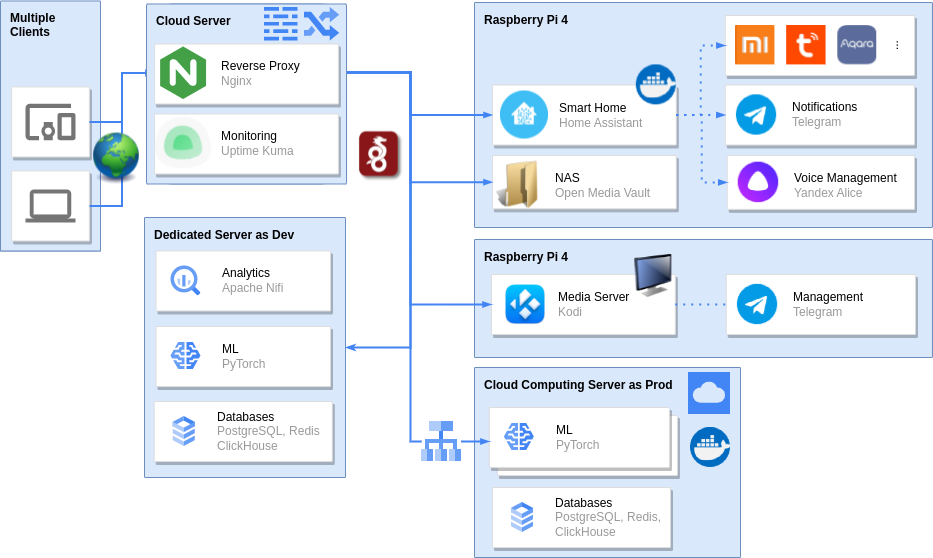 Multiple
Clients
Cloud Server
Reverse Proxy
Nginx
Monitoring
Uptime Kuma
Dedicated Server as Dev
Analytics
Apache Nifi
ML
PyTorch
Databases
PostgreSQL, Redis
ClickHouse
Raspberry Pi 4
Smart Home
Home Assistant
NAS
Open Media Vault
Aqara
Notifications
Telegram
Voice Management
Yandex Alice
Raspberry Pi 4
Media Server
Kodi
Management
Telegram
Cloud Computing Server as Prod
ML
PyTorch
Databases
PostgreSQL, Redis,
ClickHouse